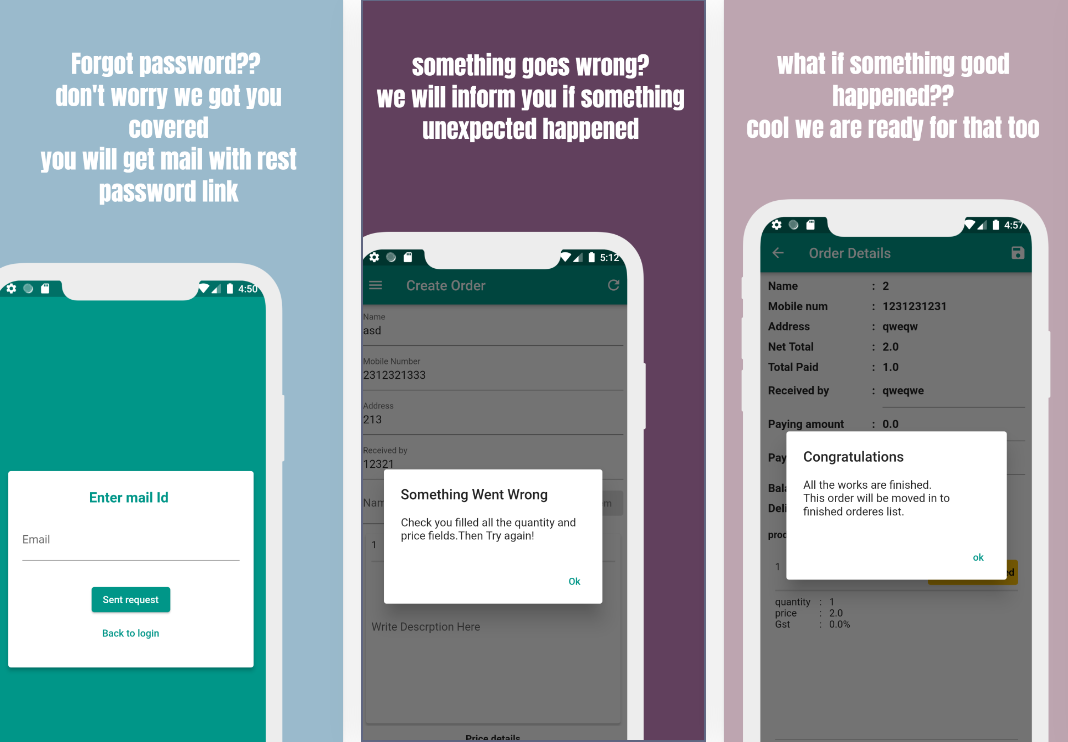 Forgot password??
don't worry we got you
covered
you will get mail with rest
password link
4:50
Enter mail Id
Email
Sent request
Back to login
something goes wrong?
we will inform you if something
unexpected happened
5:12
Create Order
Name
asd
Mobile Number
2312321333
Address
213
Received by
12321
Something Went Wrong
Check you filled all the quantity and
price fields.Then Try again!
Ok
1
Write Descrption Here
Price details
what if something good
happened??
cool we are ready for that too
4:57
Order Details
Name : 2
Mobile num : 1231231231
Address : qweqw
Net Total : 2.0
Total Paid : 1.0
Received by : qweqwe
Paying amount : 0.0
Congratulations
All the works are finished.
This order will be moved in to
finished orderes list.
ok
1
quantity : 1
price : 2.0
Gst : 0.0%